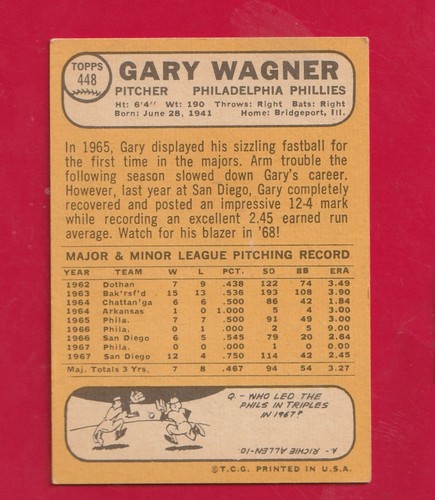 TOPPS
448
GARY WAGNER
PITCHER PHILADELPHIA PHILLIES
Ht: 6'4" Wt: 190 Throws: Right Bats: Right
Born: June 28, 1941 Home: Bridgeport, Ill.
In 1965, Gary displayed his sizzling fastball for
the first time in the majors. Arm trouble the
following season slowed down Gary's career.
However, last year at San Diego, Gary completely
recovered and posted an impressive 12-4 mark
while recording an excellent 2.45 earned run
average. Watch for his blazer in '68!
MAJOR & MINOR LEAGUE PITCHING RECORD
YEAR TEAM W L PCT. SO BB ERA
1962 Dothan 7 9 .438 122 74 3.49
1963 Bak'rsf'd 15 13 .536 193 108 3.90
1964 Chattan'ga 6 6 .500 86 42 1.84
1964 Arkansas 1 0 1.000 5 4 3.00
1965 Phila. 7 7 .500 91 49 3.00
1966 Phila. 0 1 .000 2 5 9.00
1966 San Diego 6 5 .545 79 20 2.64
1967 Phila. 0 0 .000 1 0 0.00
1967 San Diego 12 4 .750 114 42 2.45
Maj. Totals 3 Yrs. 7 8 .467 94 54 3.27
Q - WHO LED THE
PHILS IN TRIPLES
IN 1967?
A - RICHIE ALLEN-10
©T.C.G. PRINTED IN U.S.A.